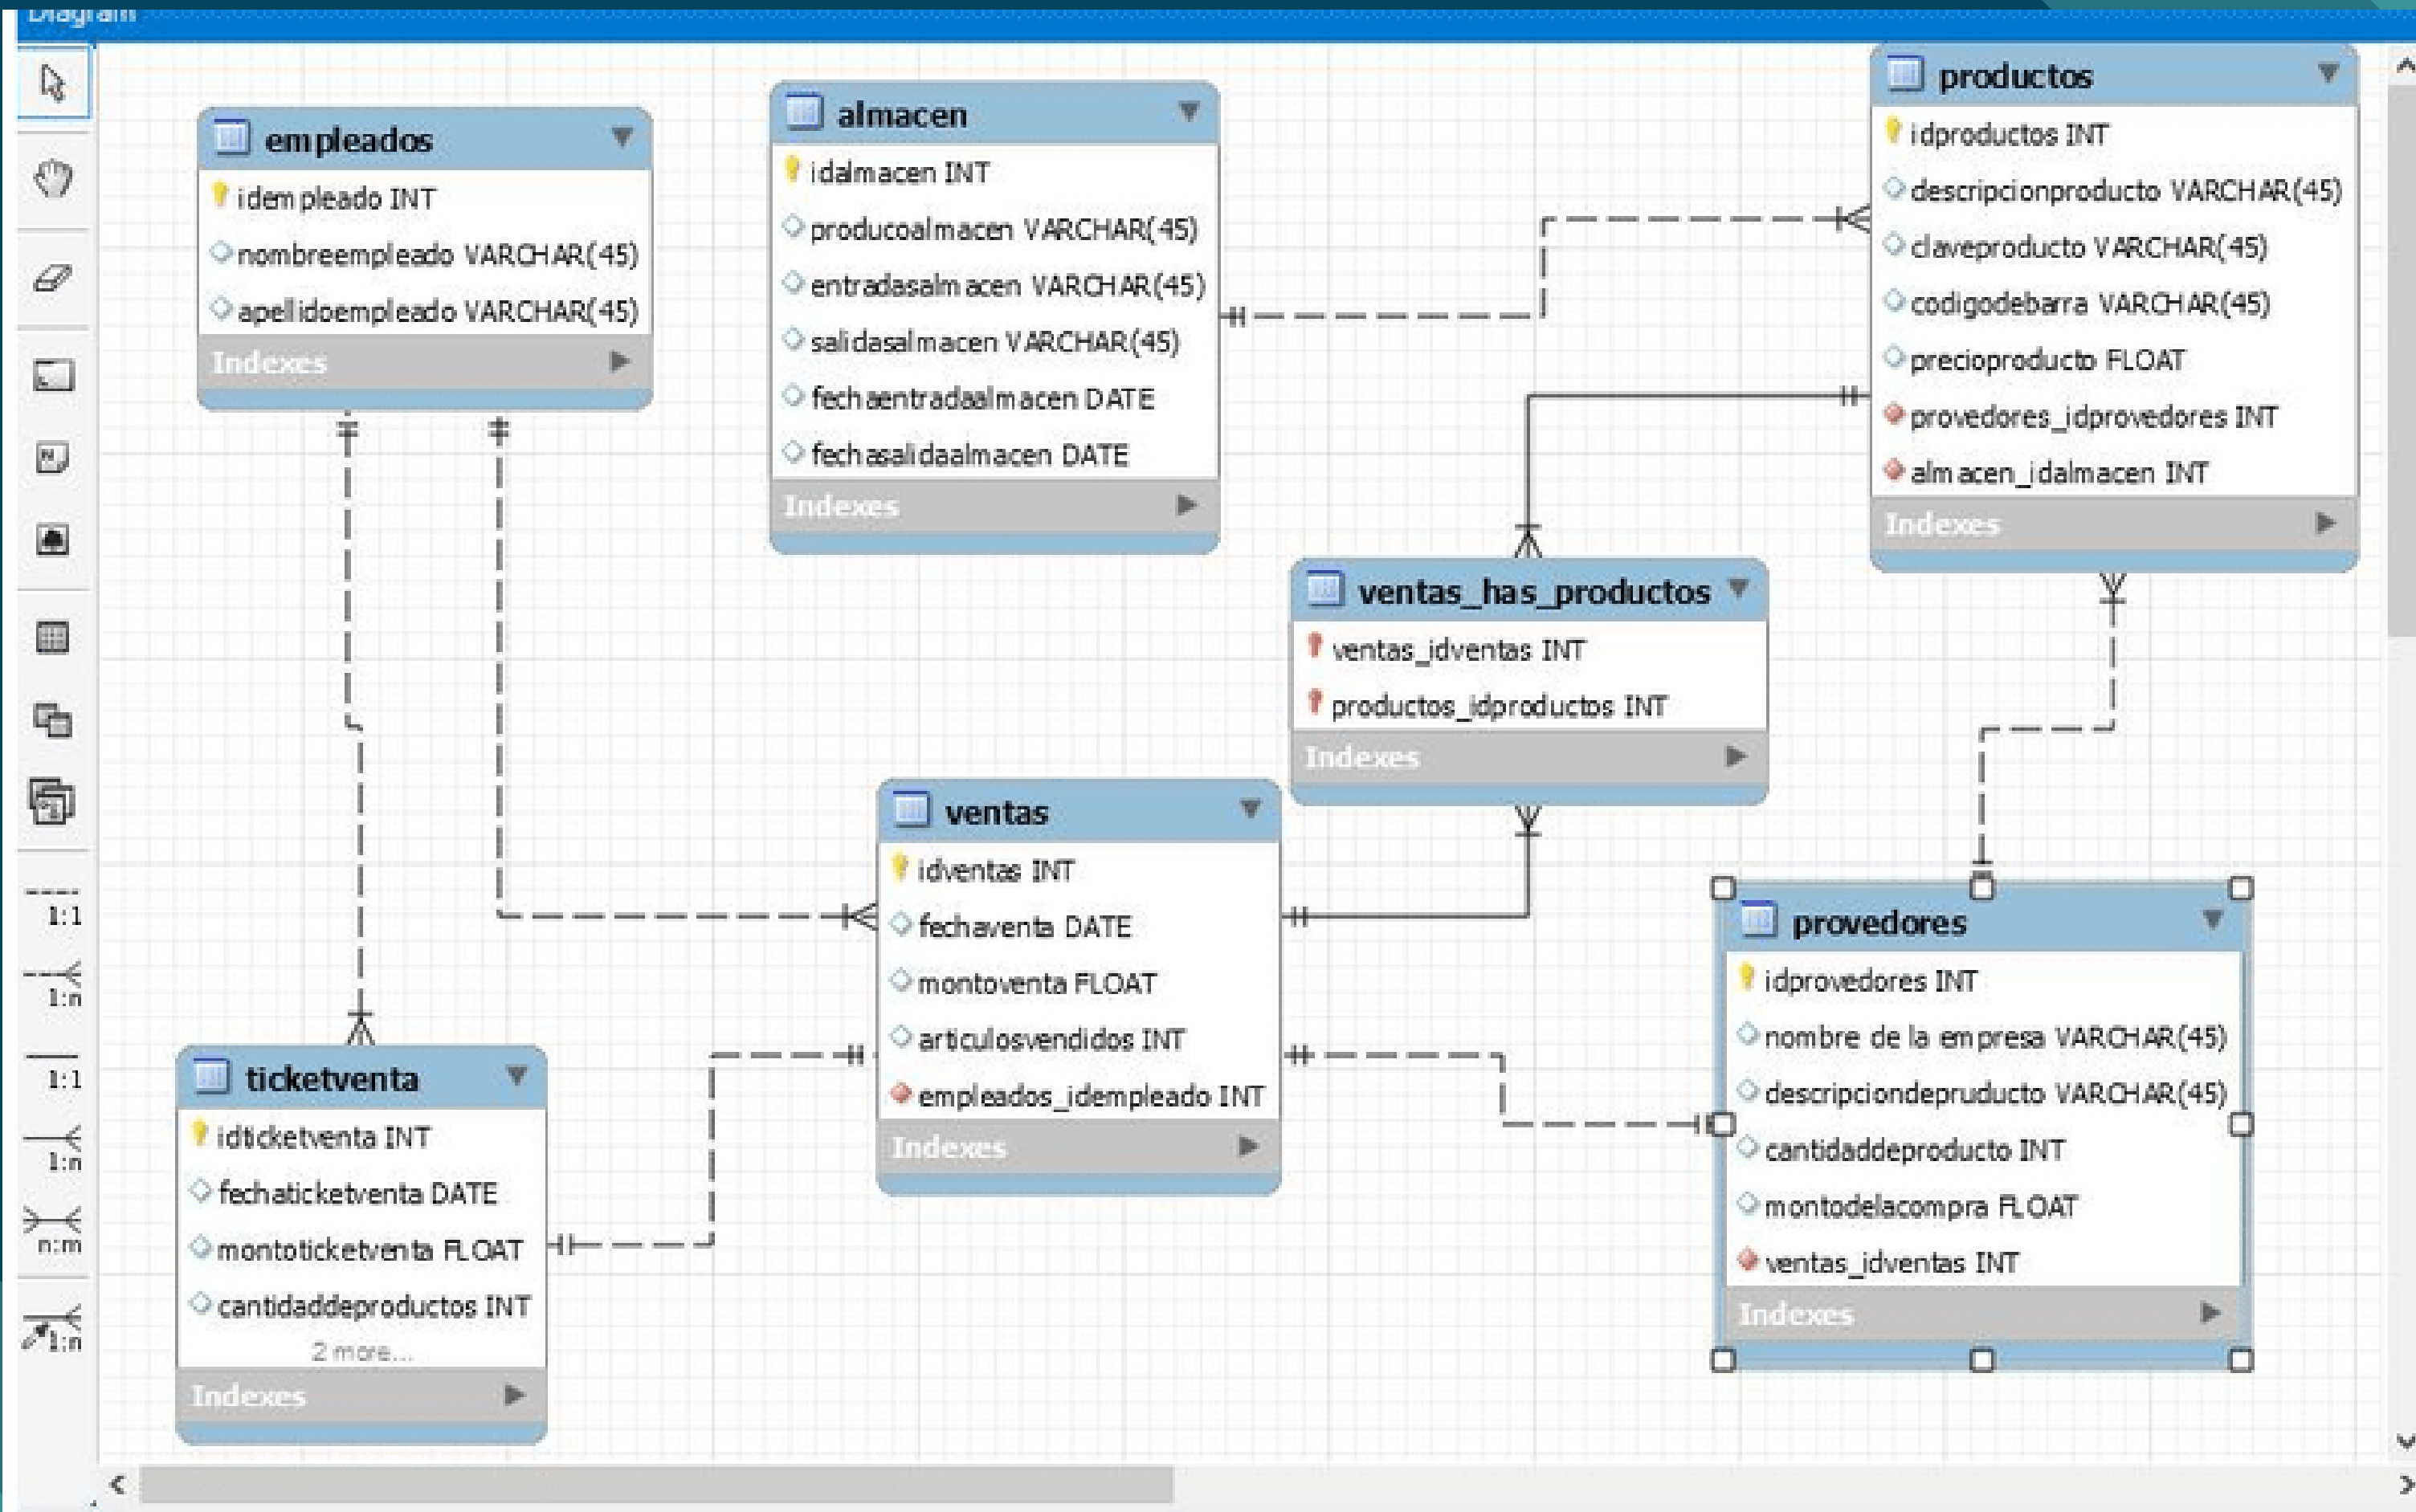 Diagram
empleados
idempleado INT
nombreempleado VARCHAR(45)
apellidoempleado VARCHAR(45)
Indexes
almacen
idalmacen INT
producoalmacen VARCHAR(45)
entradasalmacen VARCHAR(45)
salidasalmacen VARCHAR(45)
fechaentradaalmacen DATE
fechasalidaalmacen DATE
Indexes
productos
idproductos INT
descripcionproducto VARCHAR(45)
claveproducto VARCHAR(45)
codigodebarra VARCHAR(45)
precioproducto FLOAT
provedores_idprovedores INT
almacen_idalmacen INT
Indexes
ventas_has_productos
ventas_idventas INT
productos_idproductos INT
Indexes
ventas
idventas INT
fechaventa DATE
montoventa FLOAT
articulosvendidos INT
empleados_idempleado INT
Indexes
provedores
idprovedores INT
nombre de la empresa VARCHAR(45)
descripciondepruducto VARCHAR(45)
cantidaddeproducto INT
montodelacompra FLOAT
ventas_idventas INT
Indexes
ticketventa
idticketventa INT
fechaticketventa DATE
montoticketventa FLOAT
cantidaddeproductos INT
2 more...
Indexes
1:1
1:n
1:1
1:n
n:m
1:n